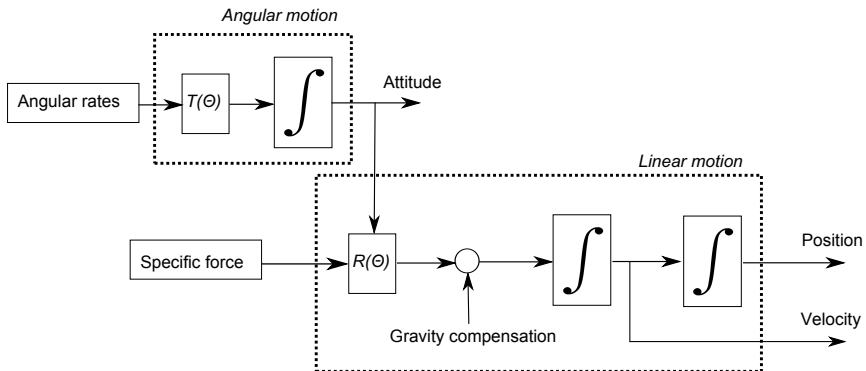 Angular motion
Angular rates
T(Θ)
Attitude
Linear motion
Specific force
R(Θ)
Position
Gravity compensation
Velocity